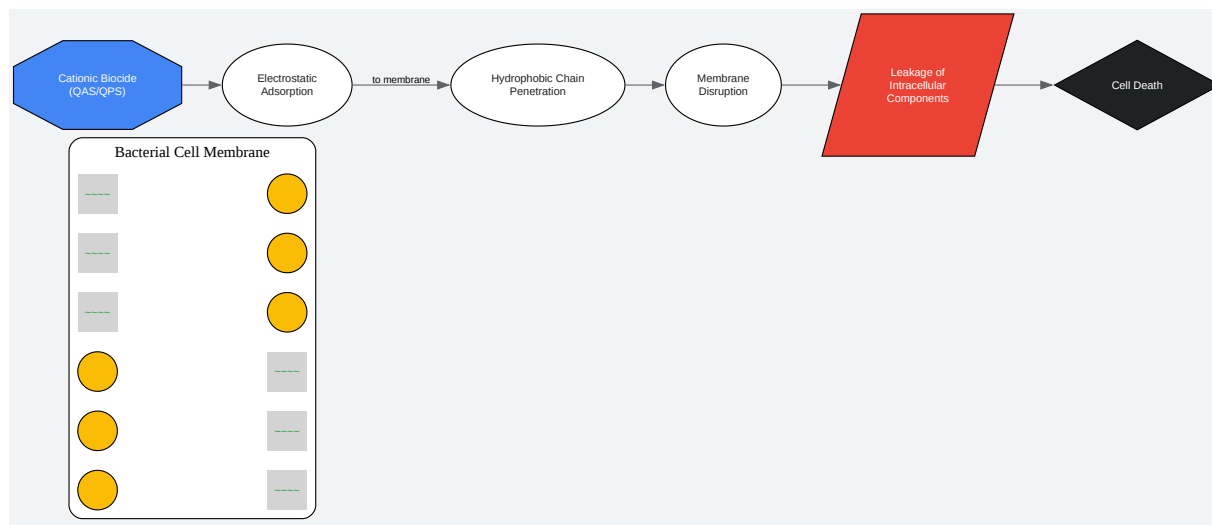 Cationic Biocide
(QAS/QPS)
Electrostatic
Adsorption
to membrane
Hydrophobic Chain
Penetration
Membrane
Disruption
Leakage of
Intracellular
Components
Cell Death
Bacterial Cell Membrane
~~~~
~~~~
~~~~
~~~~
~~~~
~~~~